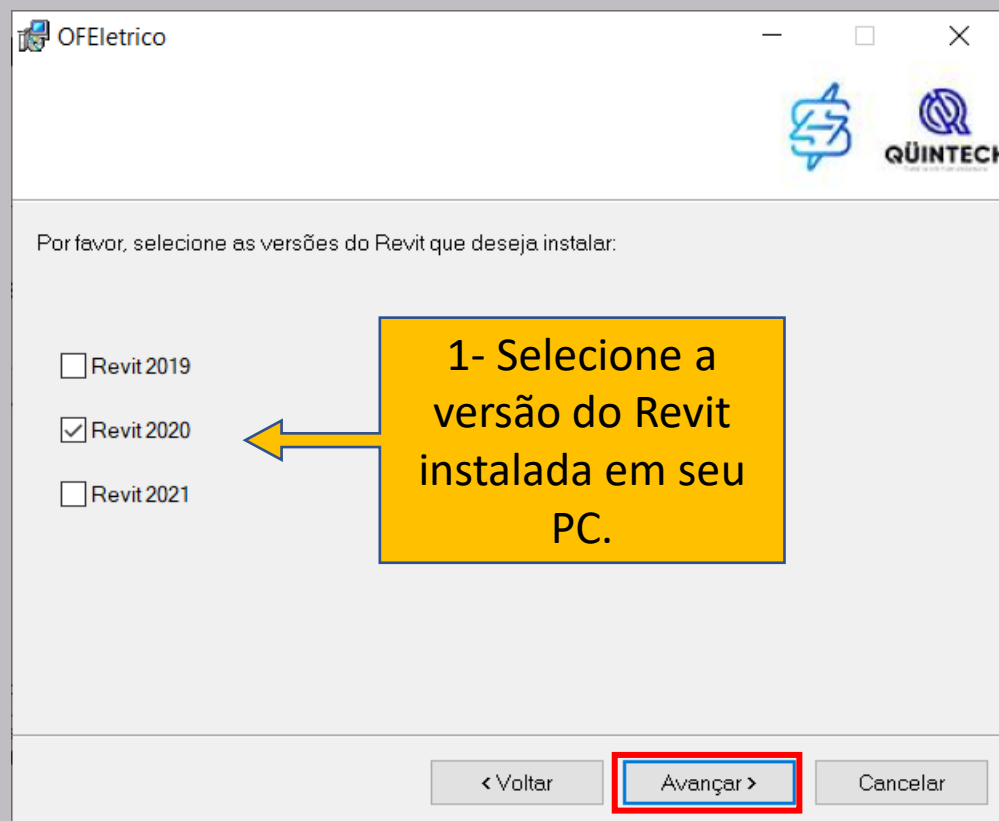 OFEletrico
QÜINTECH
Por favor, selecione as versões do Revit que deseja instalar:
Revit 2019
Revit 2020
Revit 2021
1- Selecione a
versão do Revit
instalada em seu
PC.
< Voltar
Avançar >
Cancelar